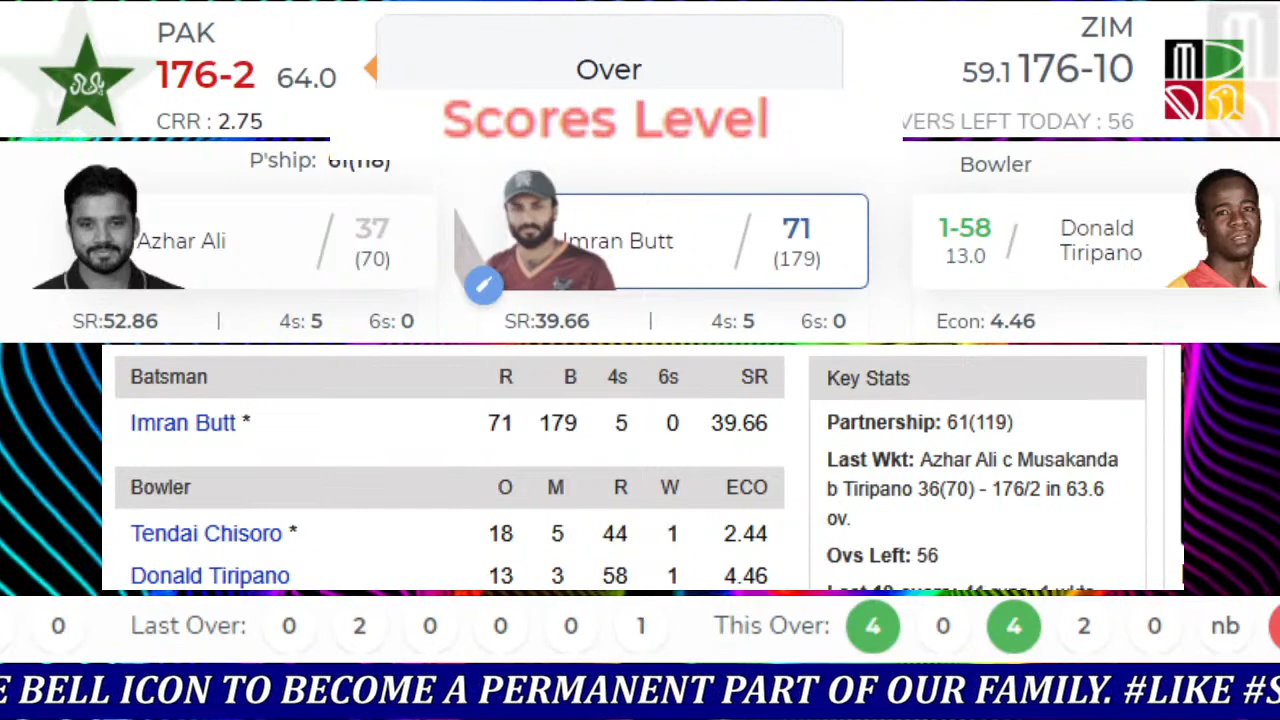 PAK
176-2 64.0
CRR : 2.75
Over
Scores Level
ZIM
59.1 176-10
VERS LEFT TODAY : 56
P'ship: 61(118)
Azhar Ali
37
(70)
SR:52.86 | 4s: 5 6s: 0
Imran Butt
71
(179)
SR:39.66 | 4s: 5 6s: 0
Bowler
1-58
13.0
Donald
Tiripano
Econ: 4.46
Batsman R B 4s 6s SR
Imran Butt * 71 179 5 0 39.66
Bowler O M R W ECO
Tendai Chisoro * 18 5 44 1 2.44
Donald Tiripano 13 3 58 1 4.46
Key Stats
Partnership: 61(119)
Last Wkt: Azhar Ali c Musakanda
b Tiripano 36(70) - 176/2 in 63.6
ov.
Ovs Left: 56
0 Last Over: 0 2 0 0 0 1 This Over: 4 0 4 2 0 nb
E BELL ICON TO BECOME A PERMANENT PART OF OUR FAMILY. #LIKE #S